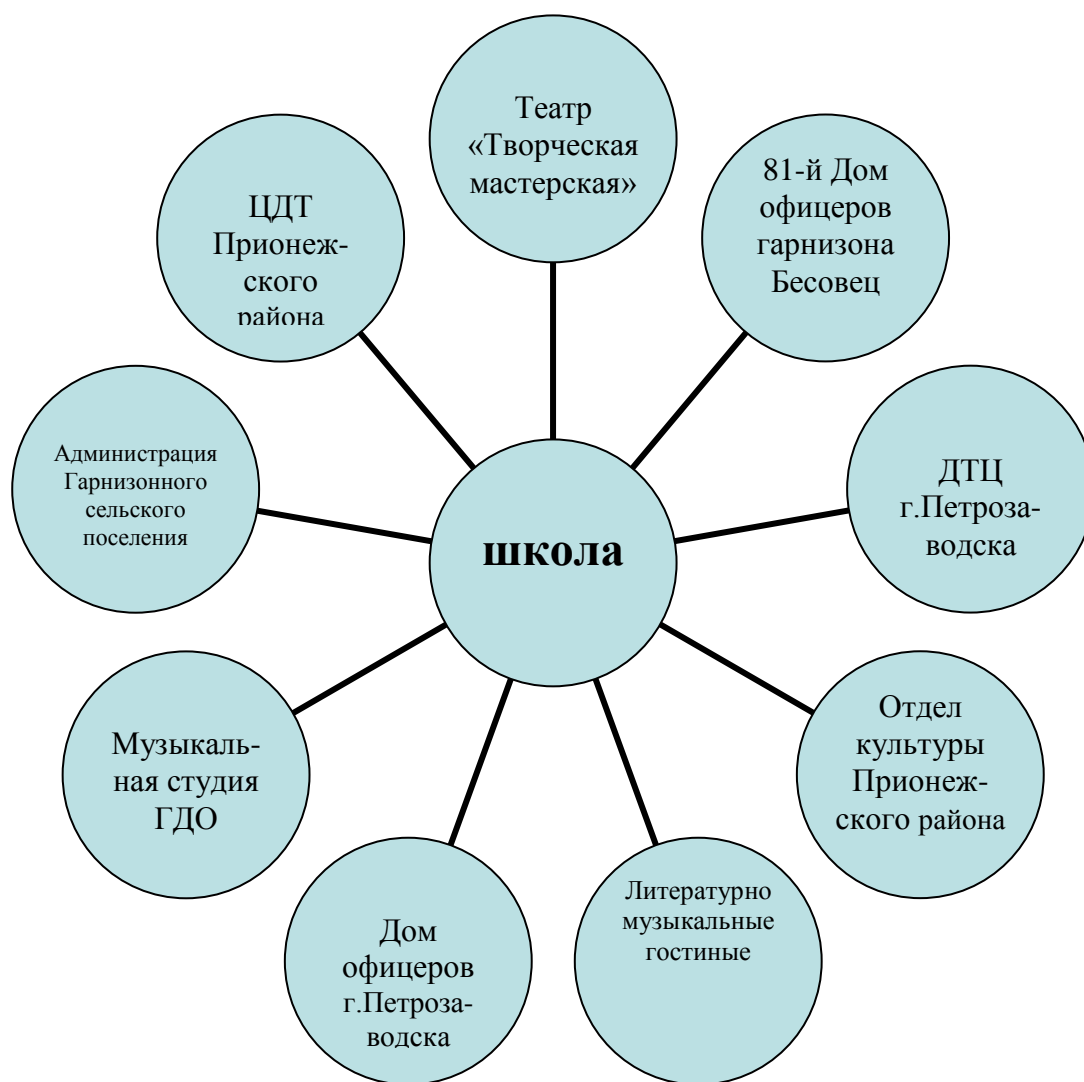 Театр
«Творческая
мастерская»
81-й Дом
офицеров
гарнизона
Бесовец
ЦДТ
Прионеж-
ского
района
ДТЦ
г.Петроза-
водска
Администрация
Гарнизонного
сельского
поселения
школа
Отдел
культуры
Прионеж-
ского района
Музыкаль-
ная студия
ГДО
Литературно
музыкальные
гостиные
Дом
офицеров
г.Петроза-
водска